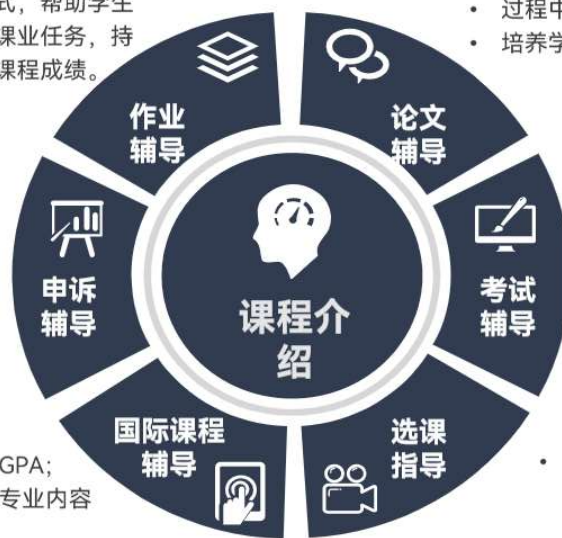 式，帮助学生
课业任务，持
课程成绩。
• 过程中
• 培养学
作业
辅导
论文
辅导
申诉
辅导
课程介
绍
考试
辅导
国际课程
辅导
选课
指导
GPA;
专业内容
•